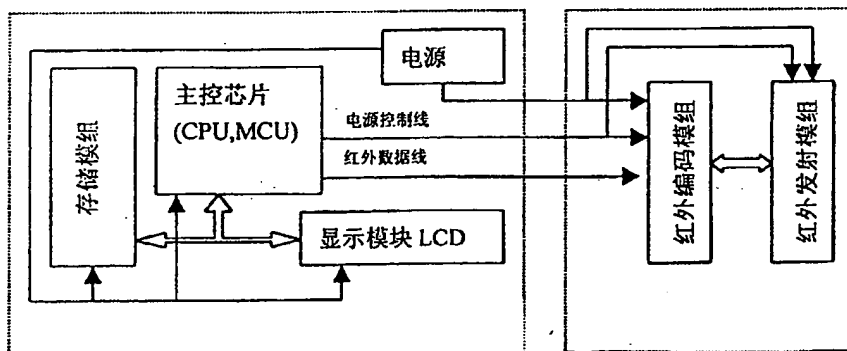 电源
主控芯片
(CPU,MCU)
存储模组
电源控制线
红外数据线
显示模块 LCD
红外编码模组
红外发射模组